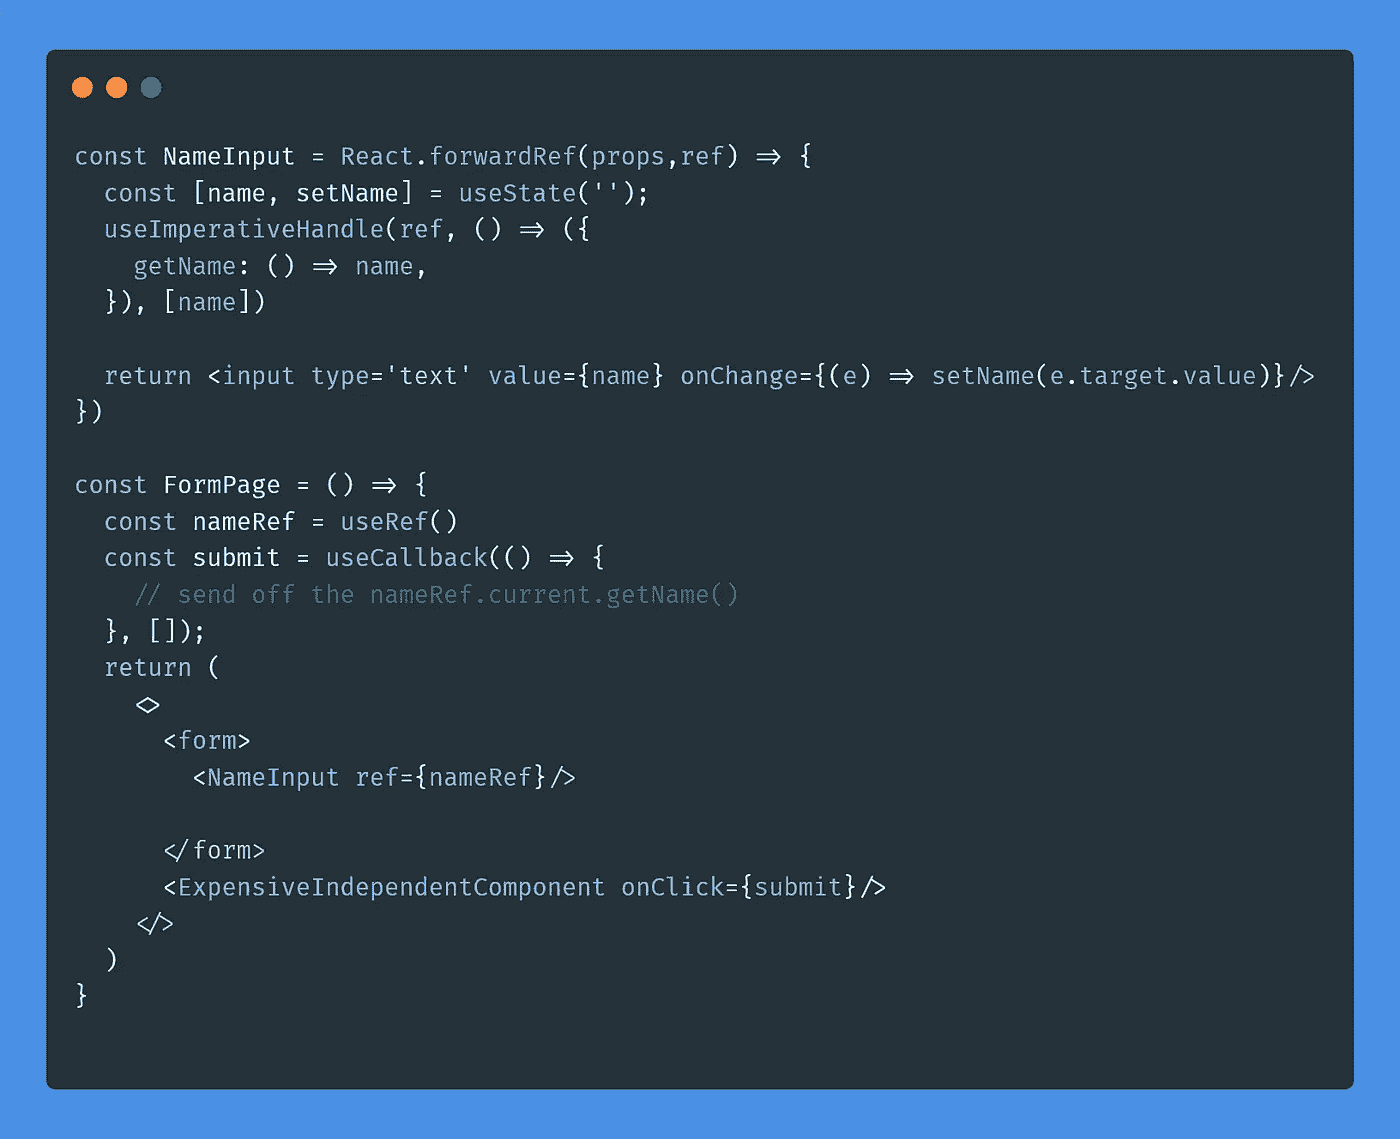 const NameInput = React.forwardRef(props,ref) => {
  const [name, setName] = useState('');
  useImperativeHandle(ref, () => ({
    getName: () => name,
  }), [name])

  return <input type='text' value={name} onChange={(e) => setName(e.target.value)}/>
})

const FormPage = () => {
  const nameRef = useRef()
  const submit = useCallback(() => {
    // send off the nameRef.current.getName()
  }, []);
  return (
    <>
      <form>
        <NameInput ref={nameRef}/>

      </form>
      <ExpensiveIndependentComponent onClick={submit}/>
    </>
  )
}